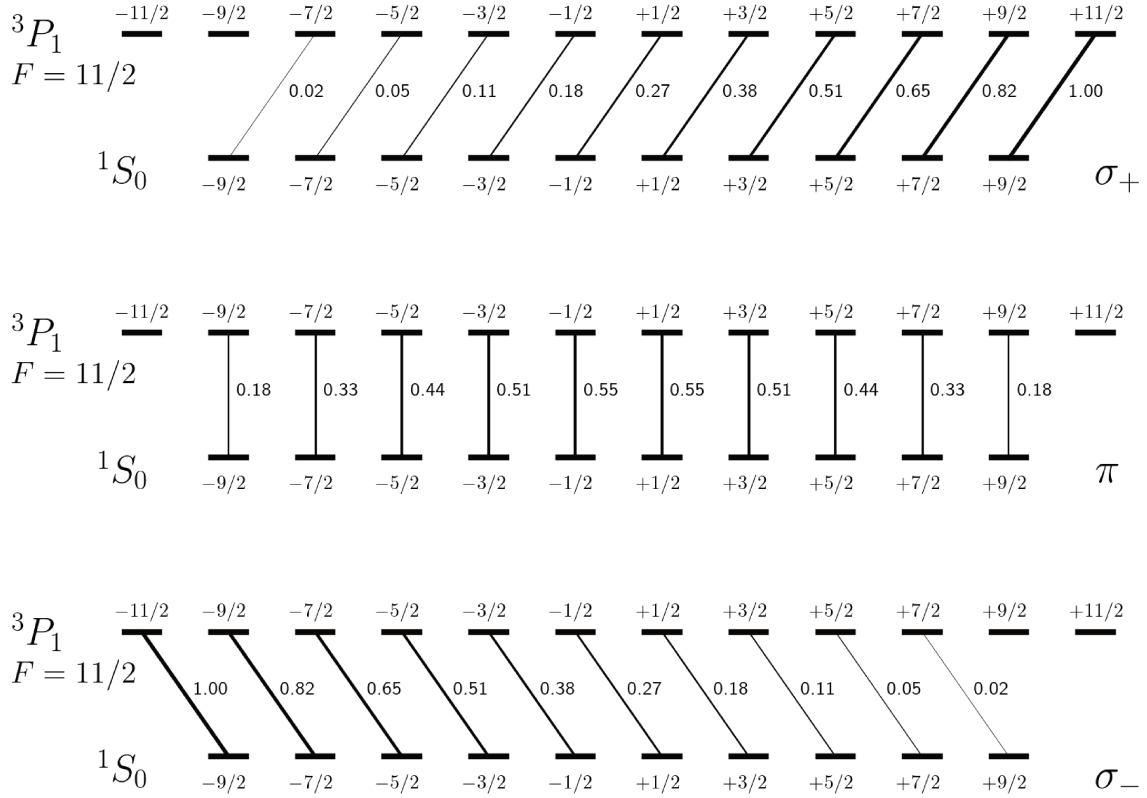 ³P₁ −11/2 −9/2 −7/2 −5/2 −3/2 −1/2 +1/2 +3/2 +5/2 +7/2 +9/2 +11/2
F = 11/2
0.02 0.05 0.11 0.18 0.27 0.38 0.51 0.65 0.82 1.00
¹S₀ −9/2 −7/2 −5/2 −3/2 −1/2 +1/2 +3/2 +5/2 +7/2 +9/2 σ₊
³P₁ −11/2 −9/2 −7/2 −5/2 −3/2 −1/2 +1/2 +3/2 +5/2 +7/2 +9/2 +11/2
F = 11/2
0.18 0.33 0.44 0.51 0.55 0.55 0.51 0.44 0.33 0.18
¹S₀ −9/2 −7/2 −5/2 −3/2 −1/2 +1/2 +3/2 +5/2 +7/2 +9/2 π
³P₁ −11/2 −9/2 −7/2 −5/2 −3/2 −1/2 +1/2 +3/2 +5/2 +7/2 +9/2 +11/2
F = 11/2
1.00 0.82 0.65 0.51 0.38 0.27 0.18 0.11 0.05 0.02
¹S₀ −9/2 −7/2 −5/2 −3/2 −1/2 +1/2 +3/2 +5/2 +7/2 +9/2 σ₋